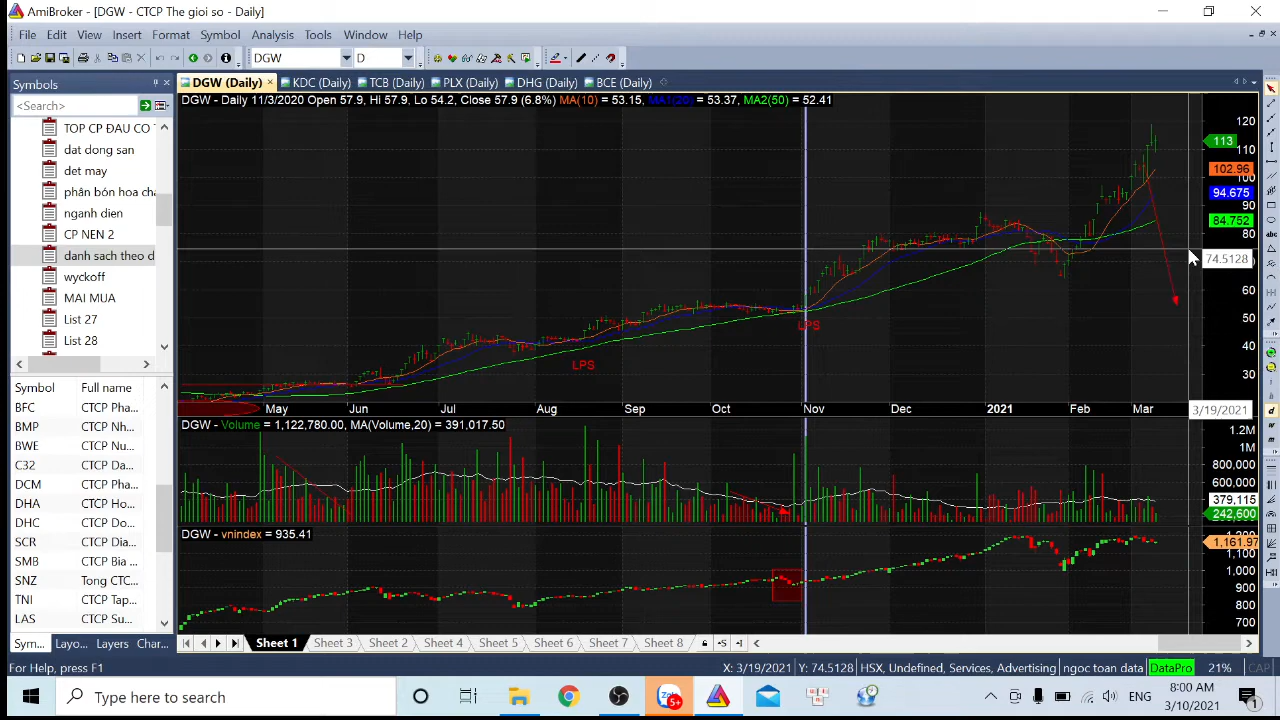 AmiBroker - [DGW - CTCP The gioi so - Daily]
File Edit View Insert Format Symbol Analysis Tools Window Help
DGW D
Symbols
DGW (Daily) KDC (Daily) TCB (Daily) PLX (Daily) DHG (Daily) BCE (Daily)
<Search>
DGW - Daily 11/3/2020 Open 57.9, Hi 57.9, Lo 54.2, Close 57.9 (6.8%) MA(10) = 53.15, MA1(20) = 53.37, MA2(50) = 52.41
TOP CP ĐAU CO
dat dong san
det may
phân bón hoa chấ
nganh dien
CP NEN 2
danh sach theo d
wyckoff
MAI MUA
List 27
List 28
120
113
110
102.96
100
94.675
90
84.752
80
74.5128
60
50
40
30
LPS
LPS
May Jun Jul Aug Sep Oct Nov Dec 2021 Feb Mar 3/19/2021
Symbol Full name
BFC CTCP Pha...
BMP CTCP Nh...
BWE CTCP Nu...
C32 CTCP Da...
DCM CTCP Ph...
DHA CTCP Ho...
DHC CTCP Do...
SCR CTCP Dia...
SMB CTCP Bia ...
SNZ Tong CTC...
TNI CTCP Tap...
LAS CTCP Su...
DGW - Volume = 1,122,780.00, MA(Volume,20) = 391,017.50
1.2M
1M
800,000
600,000
379,115
242,600
DGW - vnindex = 935.41
1,161.97
1,100
1,000
900
800
700
Sym... Layo... Layers Char...
Sheet 1 Sheet 3 Sheet 2 Sheet 4 Sheet 5 Sheet 6 Sheet 7 Sheet 8
For Help, press F1
X: 3/19/2021 Y: 74.5128 HSX, Undefined, Services, Advertising ngoc toan data DataPro 21% CAP
Type here to search
5+
ENG
8:00 AM
3/10/2021
1